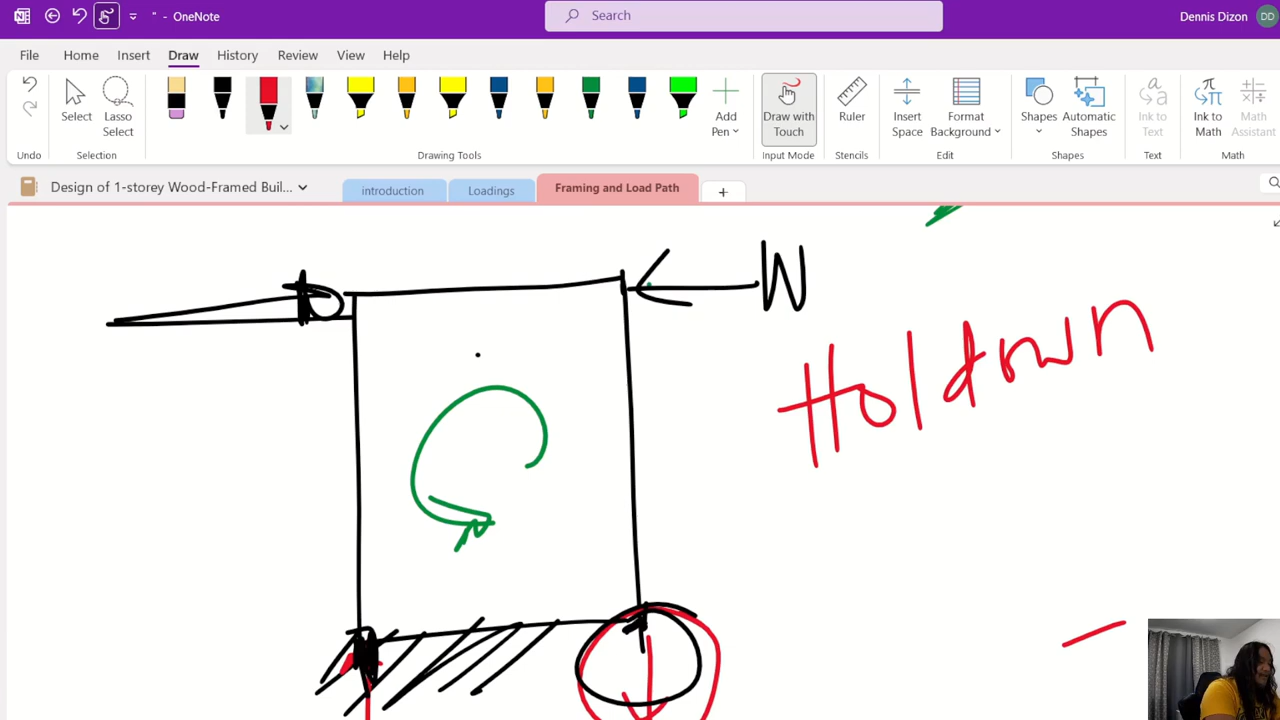 " - OneNote
Search
Dennis Dizon
DD
File Home Insert Draw History Review View Help
Undo
Select
Lasso Select
Selection
Drawing Tools
Add Pen
Draw with Touch
Input Mode
Ruler
Stencils
Insert Space
Format Background
Edit
Shapes
Automatic Shapes
Shapes
Ink to Text
Text
Ink to Math
Math Assistant
Math
Design of 1-storey Wood-Framed Buil...
introduction
Loadings
Framing and Load Path
W
Holdown